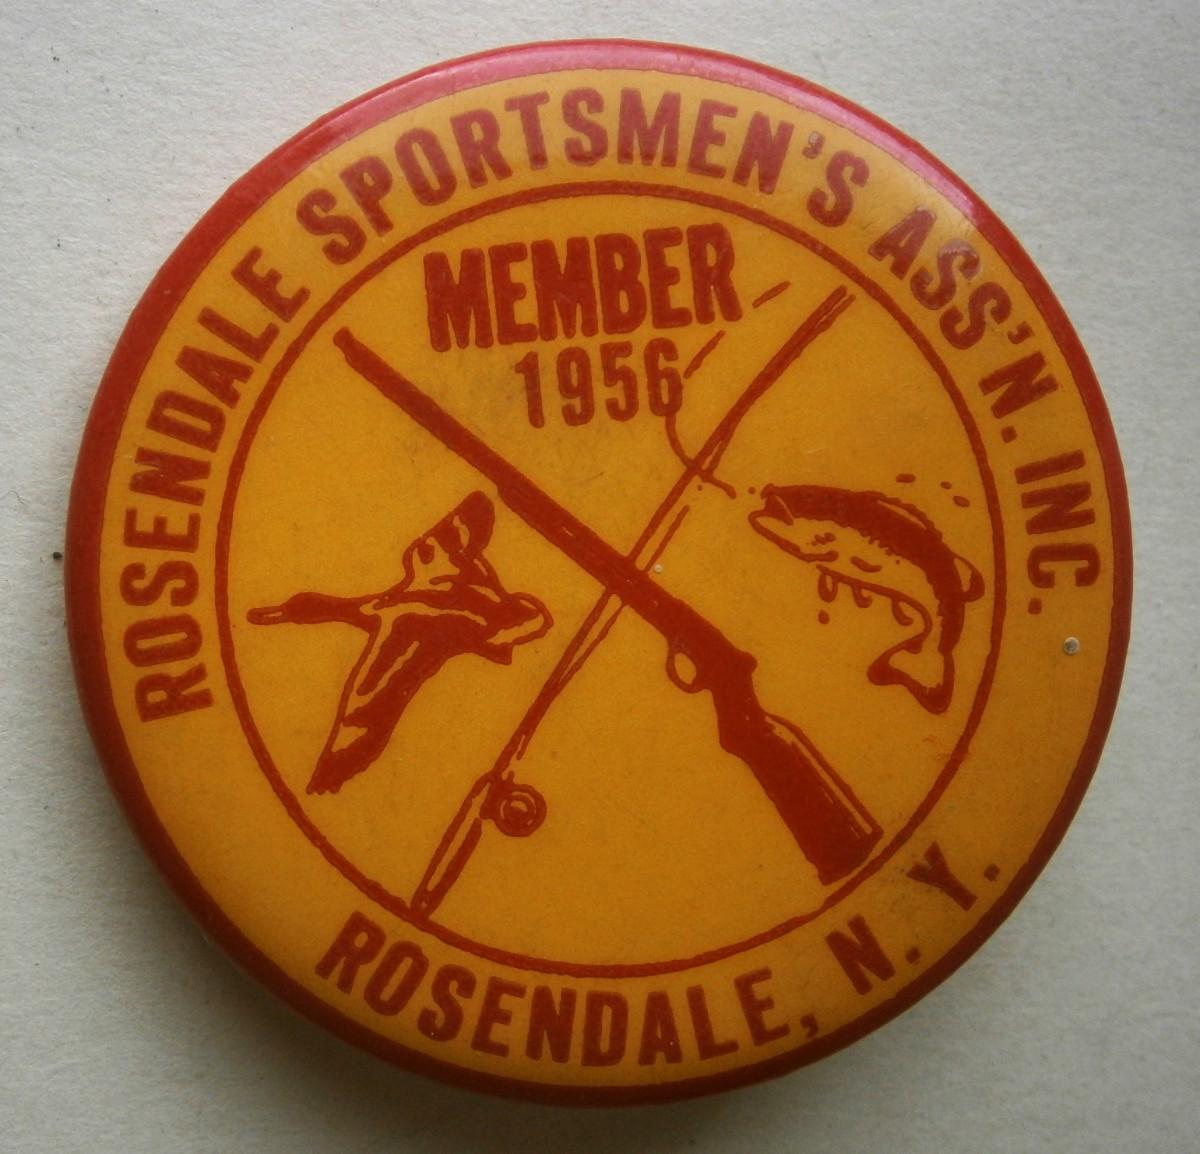 ROSENDALE SPORTSMEN'S ASS'N. INC.
MEMBER
1956
ROSENDALE, N. Y.